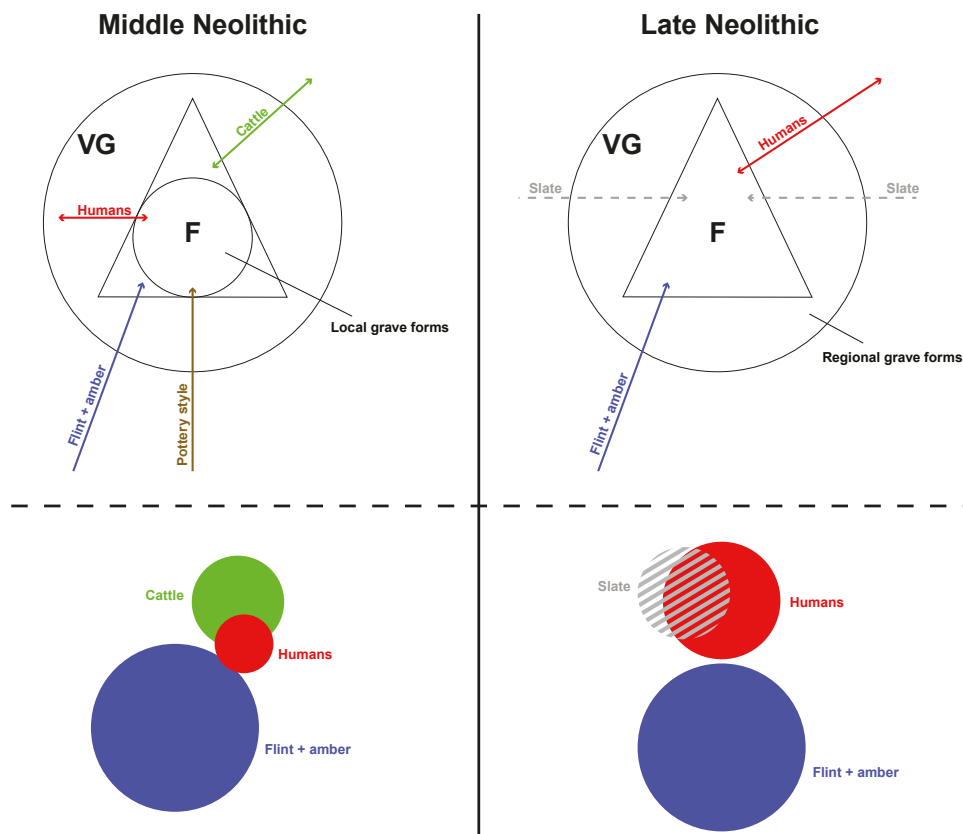 Middle Neolithic
VG
Cattle
Humans
F
Local grave forms
Flint + amber
Pottery style
Late Neolithic
VG
Humans
Slate
Slate
F
Regional grave forms
Flint + amber
Cattle
Humans
Flint + amber
Slate
Humans
Flint + amber